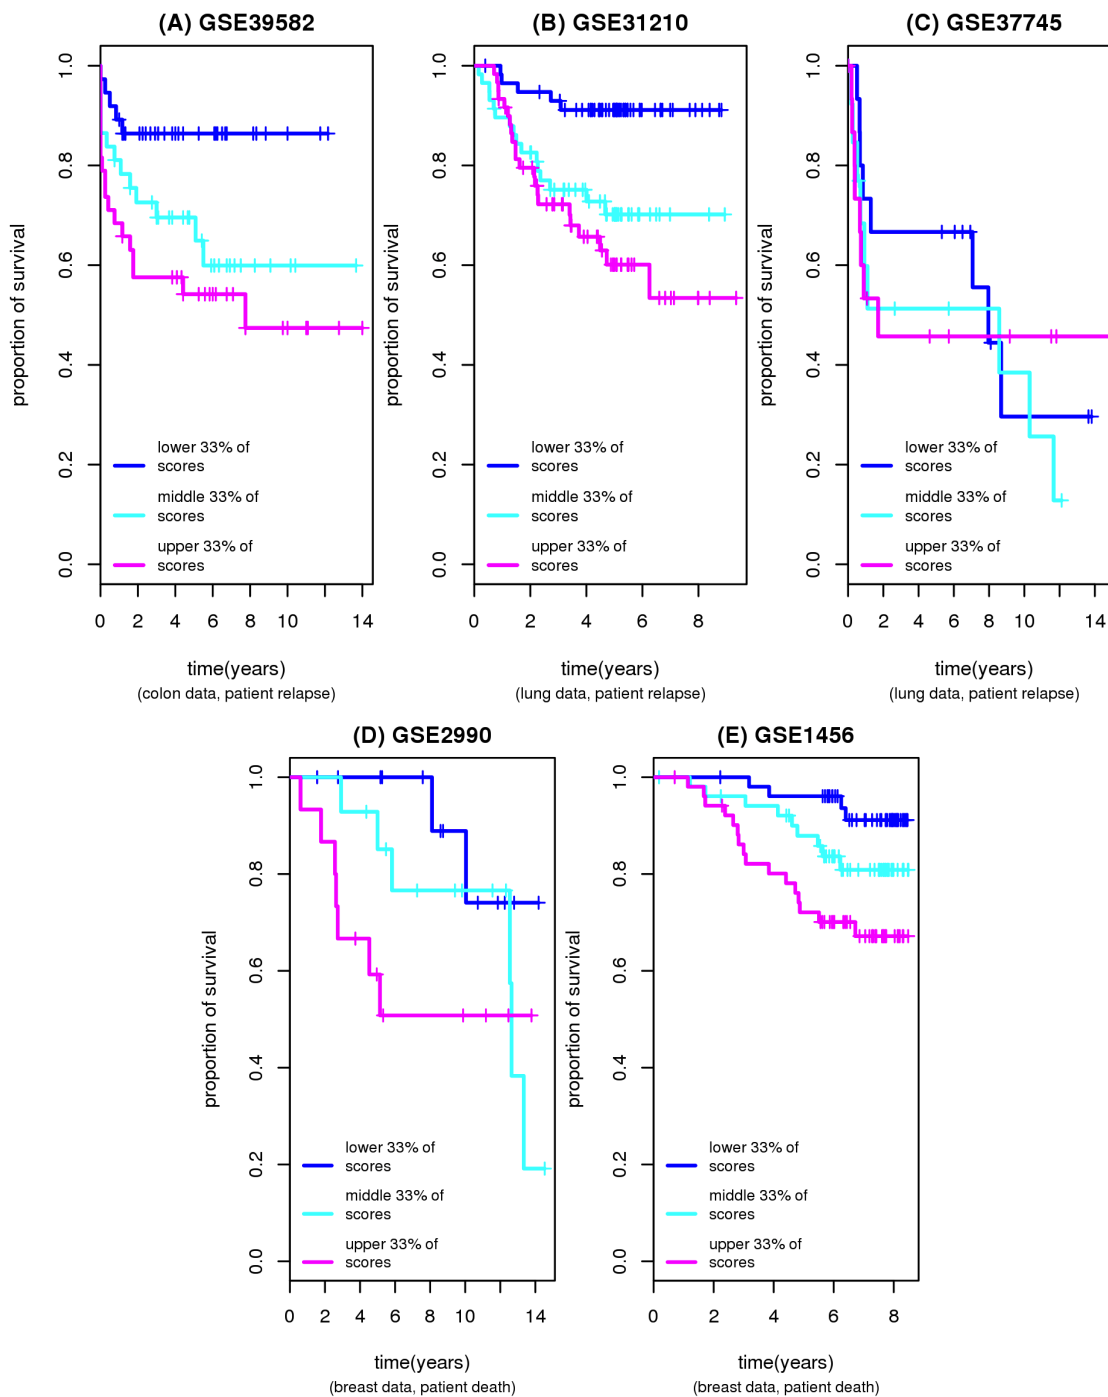 (A) GSE39582
(B) GSE31210
(C) GSE37745
proportion of survival
1.0
0.8
0.6
0.4
0.2
0.0
lower 33% of
scores
middle 33% of
scores
upper 33% of
scores
0 2 4 6 8 10 14
time(years)
(colon data, patient relapse)
proportion of survival
1.0
0.8
0.6
0.4
0.2
0.0
lower 33% of
scores
middle 33% of
scores
upper 33% of
scores
0 2 4 6 8
time(years)
(lung data, patient relapse)
proportion of survival
1.0
0.8
0.6
0.4
0.2
0.0
lower 33% of
scores
middle 33% of
scores
upper 33% of
scores
0 2 4 6 8 10 14
time(years)
(lung data, patient relapse)
(D) GSE2990
(E) GSE1456
proportion of survival
1.0
0.8
0.6
0.4
0.2
0.0
lower 33% of
scores
middle 33% of
scores
upper 33% of
scores
0 2 4 6 8 10 14
time(years)
(breast data, patient death)
proportion of survival
1.0
0.8
0.6
0.4
0.2
0.0
lower 33% of
scores
middle 33% of
scores
upper 33% of
scores
0 2 4 6 8
time(years)
(breast data, patient death)